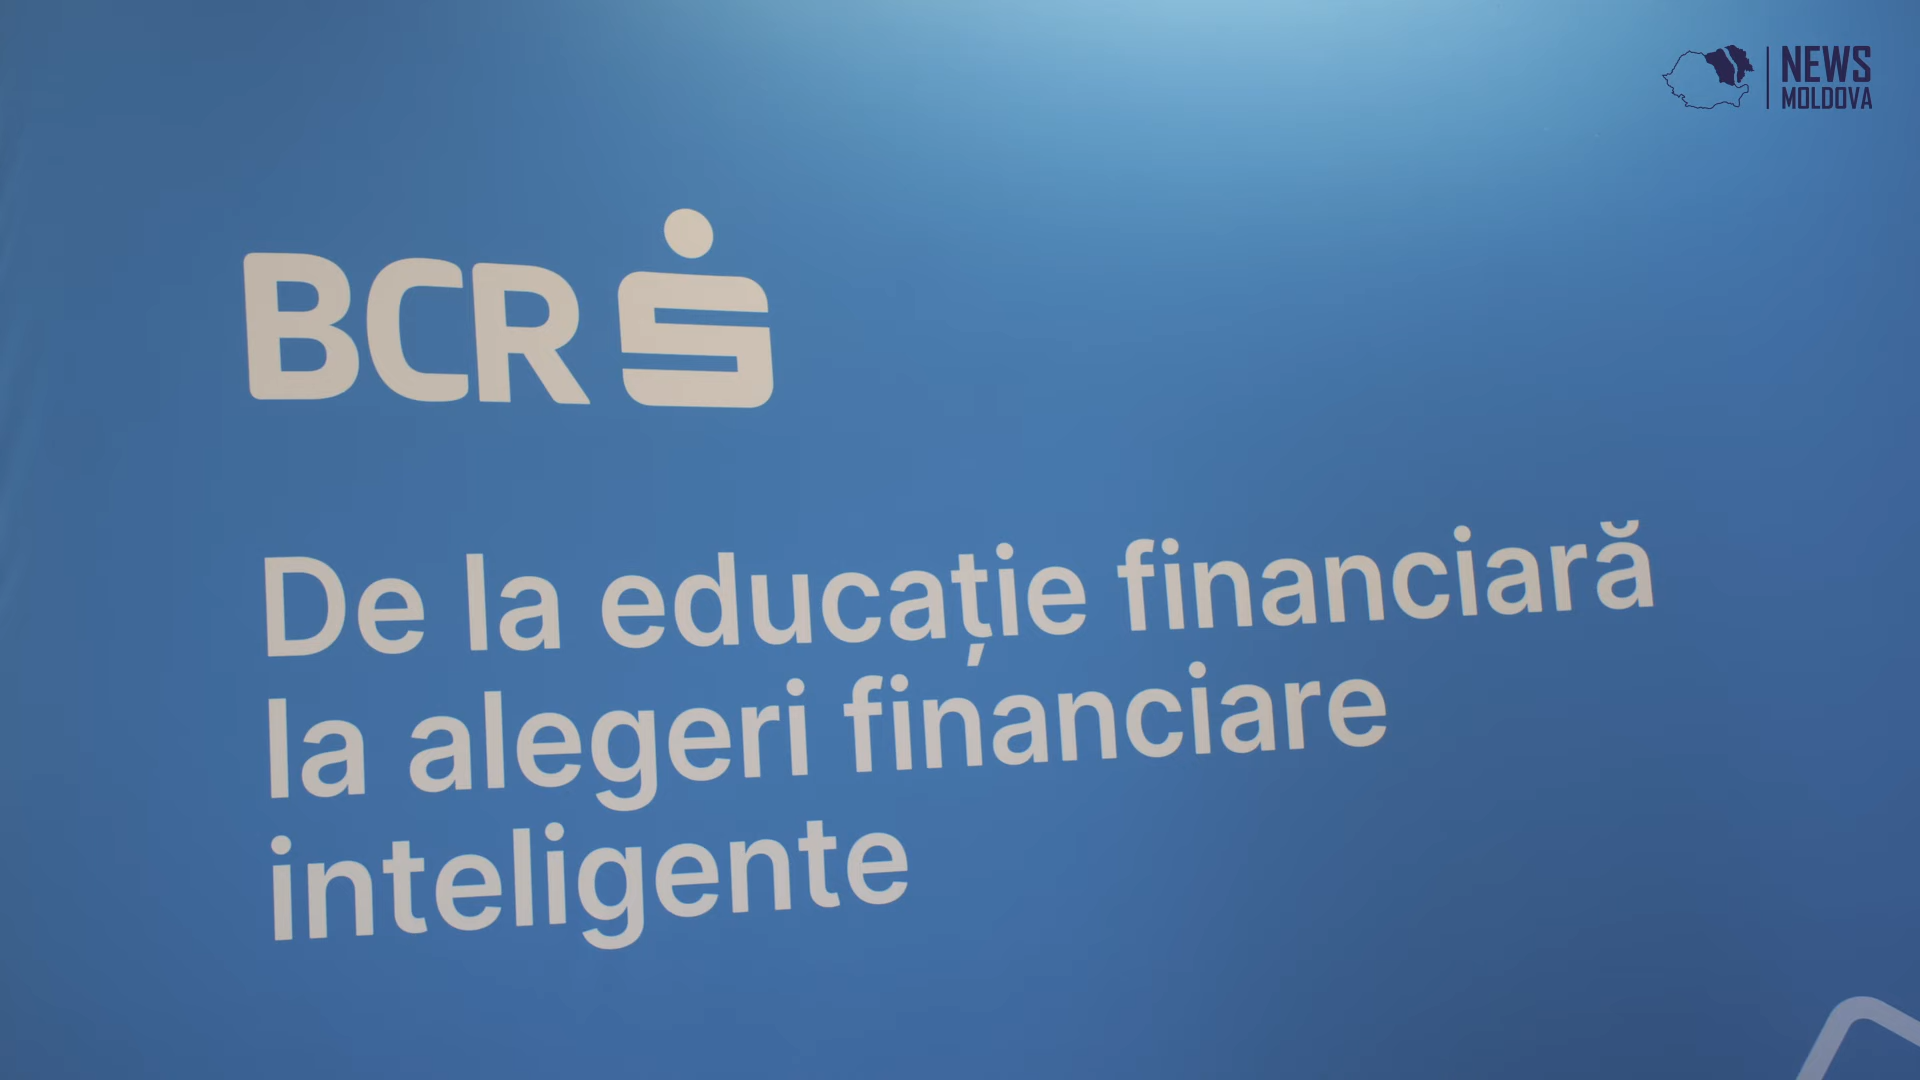 NEWS
MOLDOVA
BCR
De la educație financiară
la alegeri financiare
inteligente